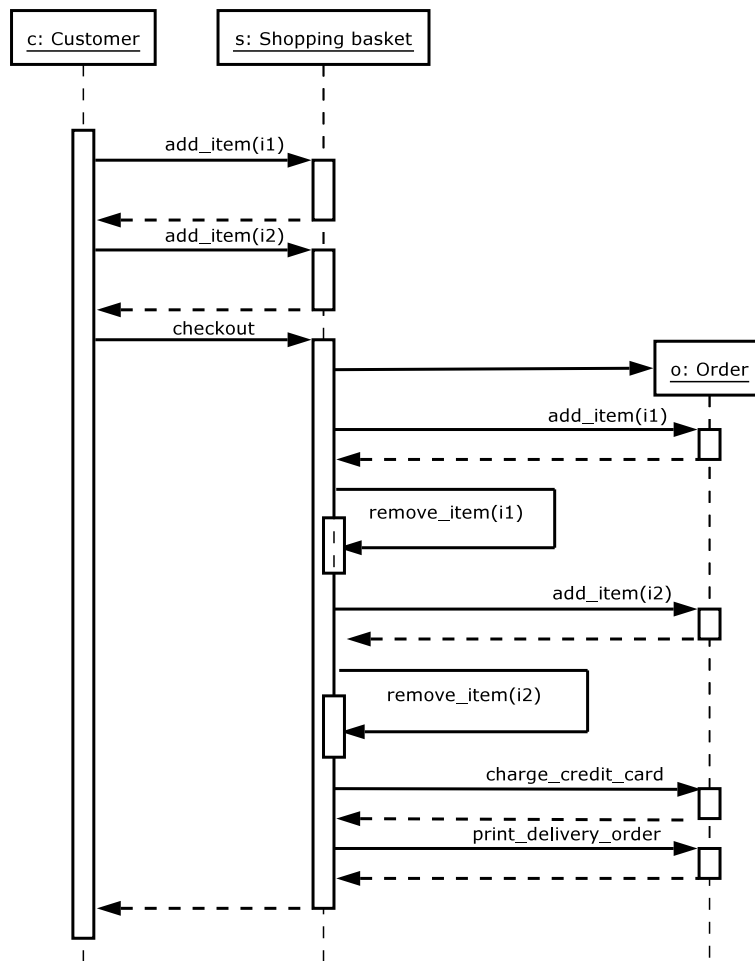 c: Customer
s: Shopping basket
add_item(i1)
add_item(i2)
checkout
o: Order
add_item(i1)
remove_item(i1)
add_item(i2)
remove_item(i2)
charge_credit_card
print_delivery_order